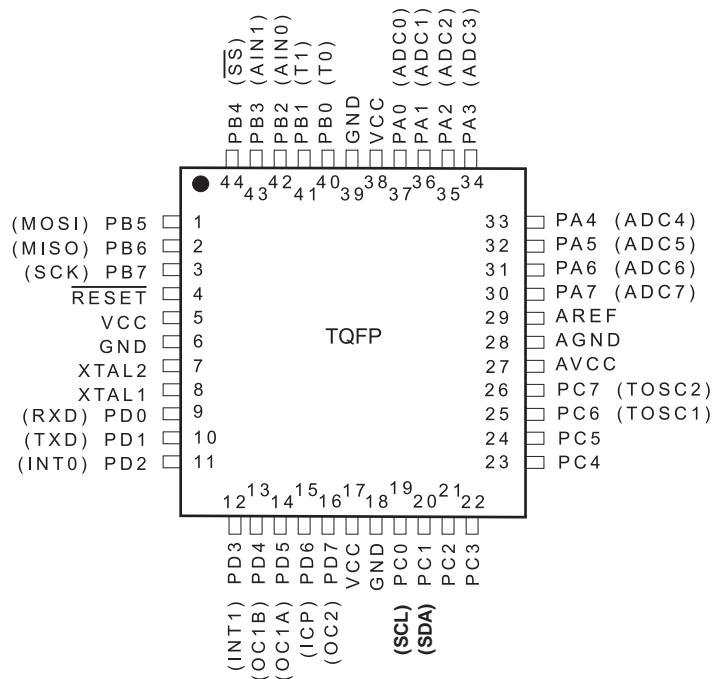 PB4 (S̅S̅)
PB3 (AIN1)
PB2 (AIN0)
PB1 (T1)
PB0 (T0)
GND
VCC
PA0 (ADC0)
PA1 (ADC1)
PA2 (ADC2)
PA3 (ADC3)
44
43
42
41
40
39
38
37
36
35
34
(MOSI) PB5 1
(MISO) PB6 2
(SCK) PB7 3
R̅E̅S̅E̅T̅ 4
VCC 5
GND 6
XTAL2 7
XTAL1 8
(RXD) PD0 9
(TXD) PD1 10
(INT0) PD2 11
TQFP
33 PA4 (ADC4)
32 PA5 (ADC5)
31 PA6 (ADC6)
30 PA7 (ADC7)
29 AREF
28 AGND
27 AVCC
26 PC7 (TOSC2)
25 PC6 (TOSC1)
24 PC5
23 PC4
12
13
14
15
16
17
18
19
20
21
22
(INT1) PD3
(OC1B) PD4
(OC1A) PD5
(ICP) PD6
(OC2) PD7
VCC
GND
(SCL) PC0
(SDA) PC1
PC2
PC3